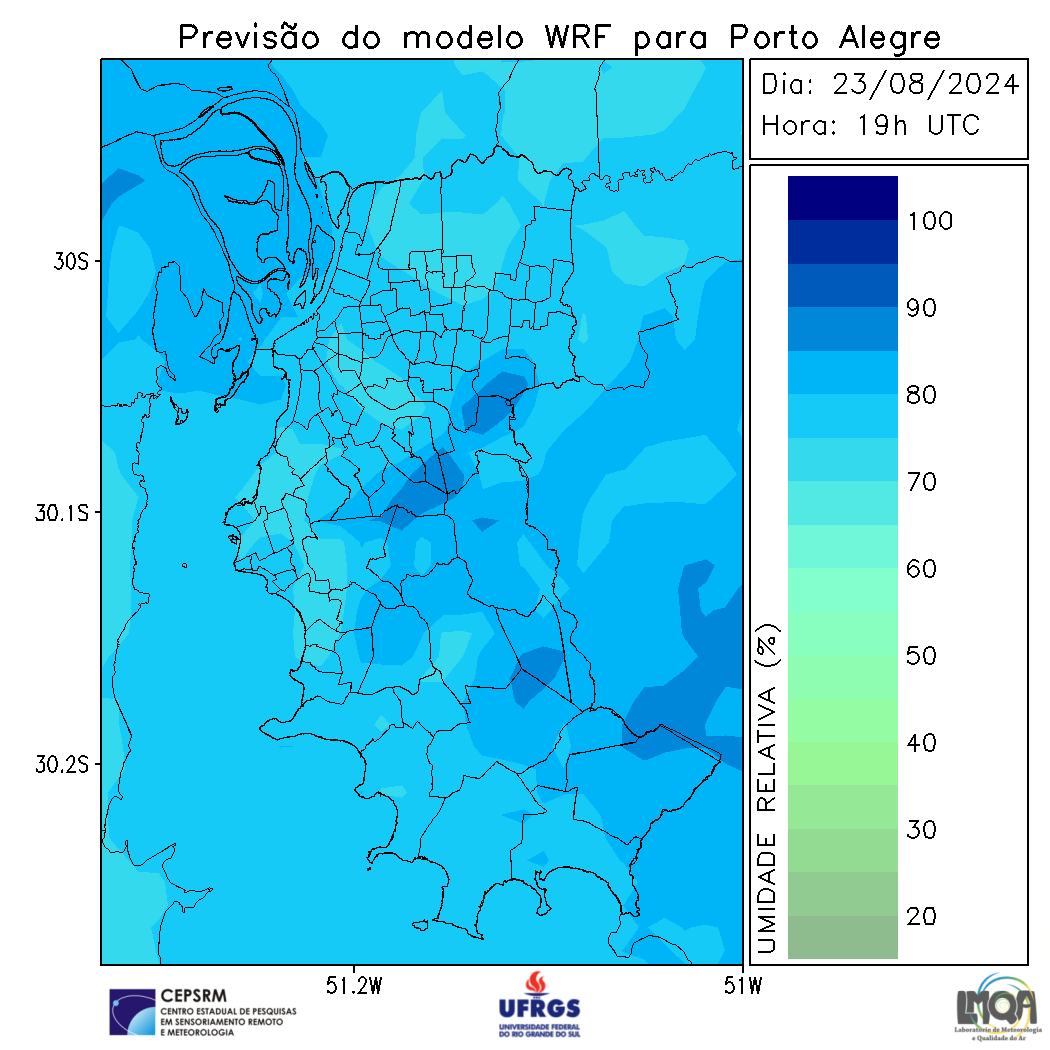 Previsão do modelo WRF para Porto Alegre
Dia: 23/08/2024
Hora: 19h UTC
100
90
80
70
60
50
40
30
20
UMIDADE RELATIVA (%)
30S
30.1S
30.2S
51.2W
51W
CEPSRM
CENTRO ESTADUAL DE PESQUISAS
EM SENSORIAMENTO REMOTO
E METEOROLOGIA
UFRGS
UNIVERSIDADE FEDERAL
DO RIO GRANDE DO SUL
LMQA
Laboratório de Meteorologia
e Qualidade do Ar